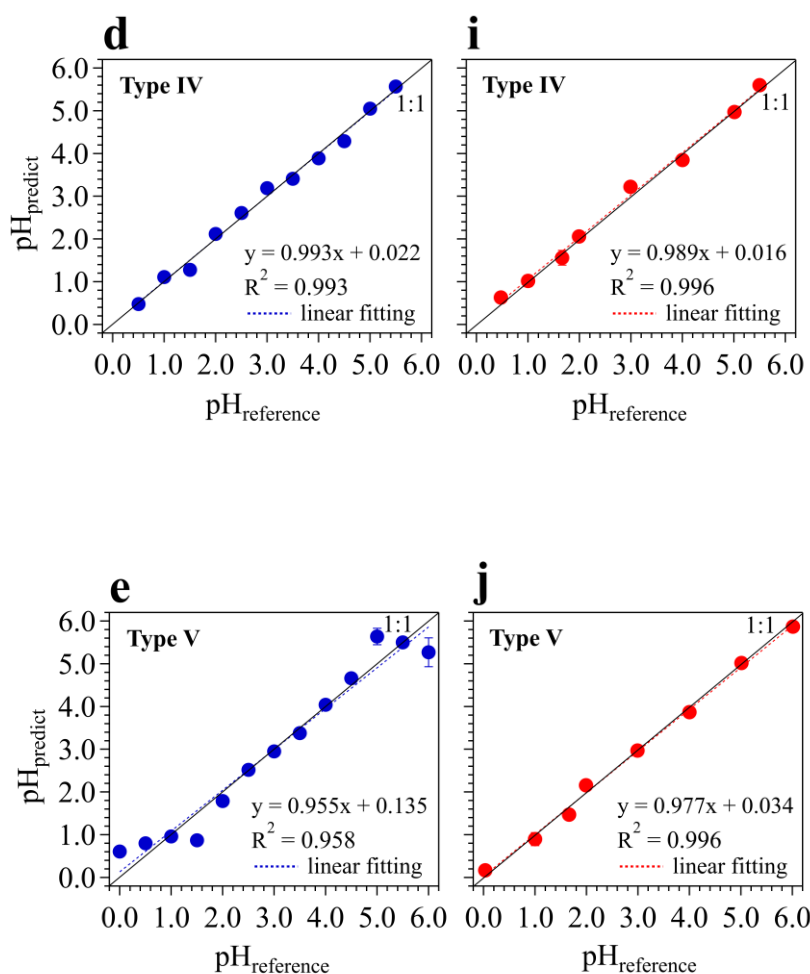 d
Type IV
1:1
6.0
5.0
4.0
3.0
2.0
1.0
0.0
pHpredict
y = 0.993x + 0.022
R² = 0.993
linear fitting
0.0 1.0 2.0 3.0 4.0 5.0 6.0
pHreference
i
Type IV
1:1
y = 0.989x + 0.016
R² = 0.996
linear fitting
0.0 1.0 2.0 3.0 4.0 5.0 6.0
pHreference
e
Type V
1:1
6.0
5.0
4.0
3.0
2.0
1.0
0.0
pHpredict
y = 0.955x + 0.135
R² = 0.958
linear fitting
0.0 1.0 2.0 3.0 4.0 5.0 6.0
pHreference
j
Type V
1:1
y = 0.977x + 0.034
R² = 0.996
linear fitting
0.0 1.0 2.0 3.0 4.0 5.0 6.0
pHreference